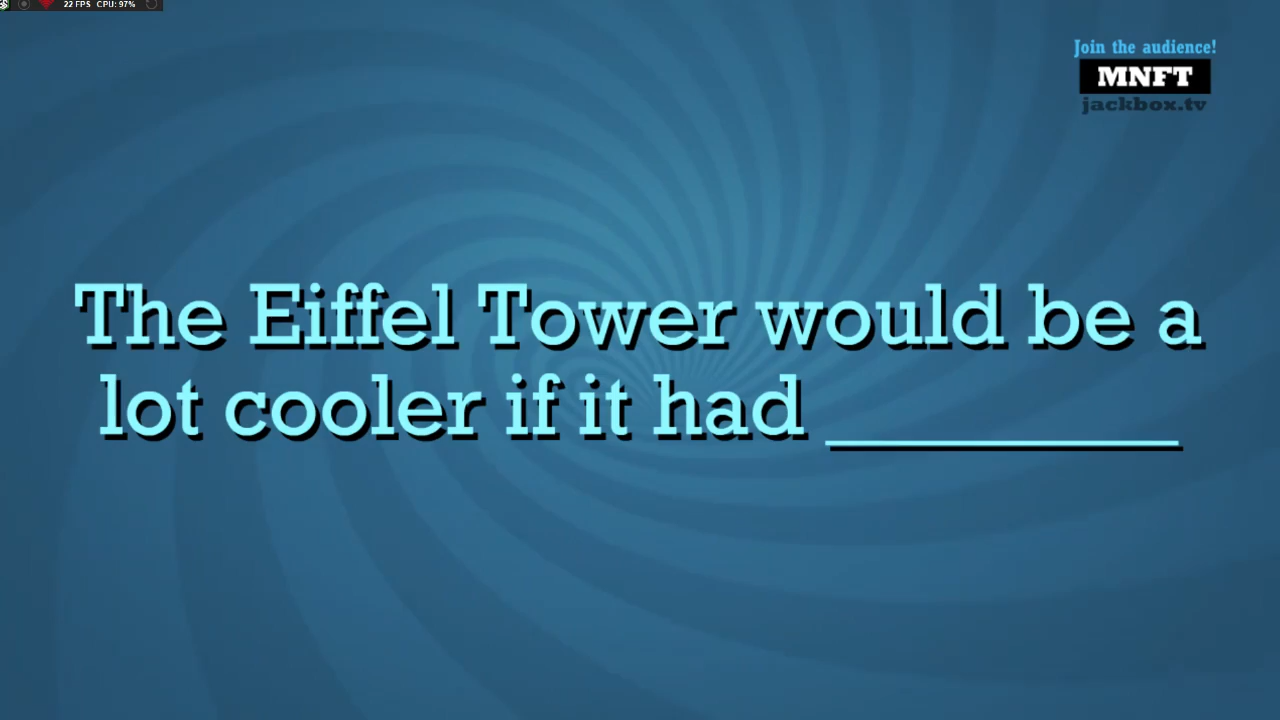 22 FPS CPU: 97%
Join the audience!
MNFT
jackbox.tv
The Eiffel Tower would be a
lot cooler if it had __________